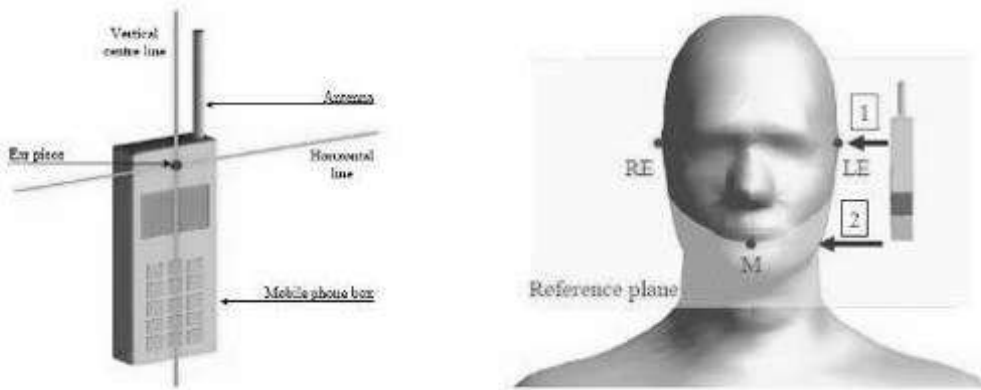 Vertical
centre line
Antenna
Ear piece
Horizontal
line
Mobile phone box
1
RE
LE
2
M
Reference plane